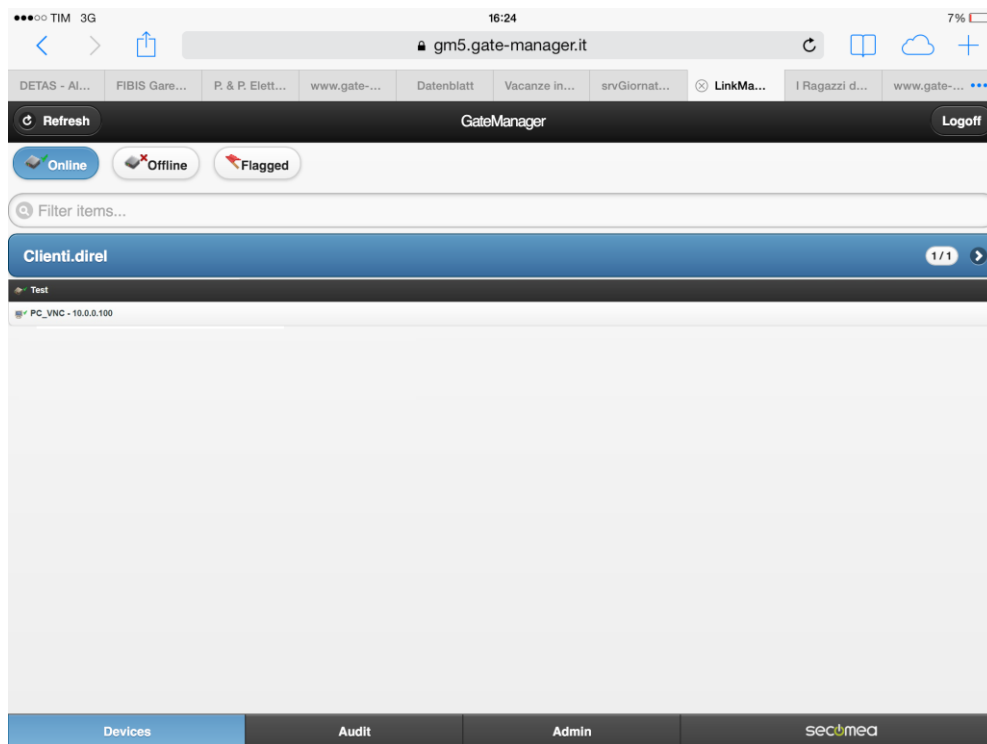 TIM 3G 16:24 7%
gm5.gate-manager.it
DETAS - Al... FIBIS Gare... P. & P. Elett... www.gate-... Datenblatt Vacanze in... srvGiornat... LinkMa... I Ragazzi d... www.gate-...
Refresh GateManager Logoff
Online Offline Flagged
Filter items...
Clienti.direl 1/1
Test
PC_VNC - 10.0.0.100
Devices Audit Admin secomea